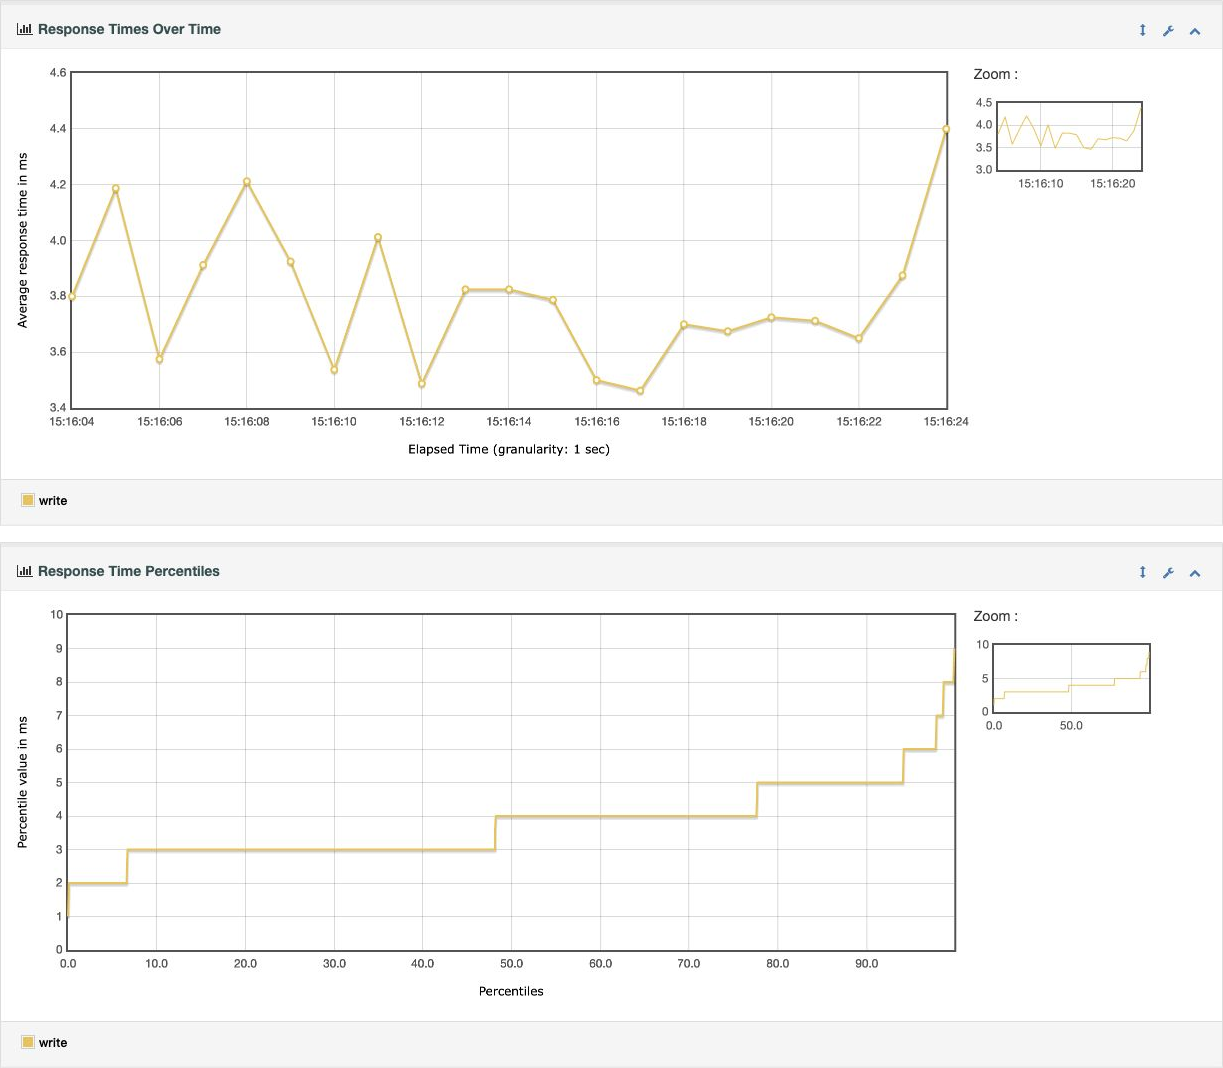 Response Times Over Time
Zoom :
4.6
4.4
4.2
4.0
3.8
3.6
3.4
Average response time in ms
15:16:04 15:16:06 15:16:08 15:16:10 15:16:12 15:16:14 15:16:16 15:16:18 15:16:20 15:16:22 15:16:24
Elapsed Time (granularity: 1 sec)
4.5
4.0
3.5
3.0
15:16:10 15:16:20
write
Response Time Percentiles
Zoom :
10
9
8
7
6
5
4
3
2
1
0
Percentile value in ms
0.0 10.0 20.0 30.0 40.0 50.0 60.0 70.0 80.0 90.0
Percentiles
10
5
0
0.0 50.0
write